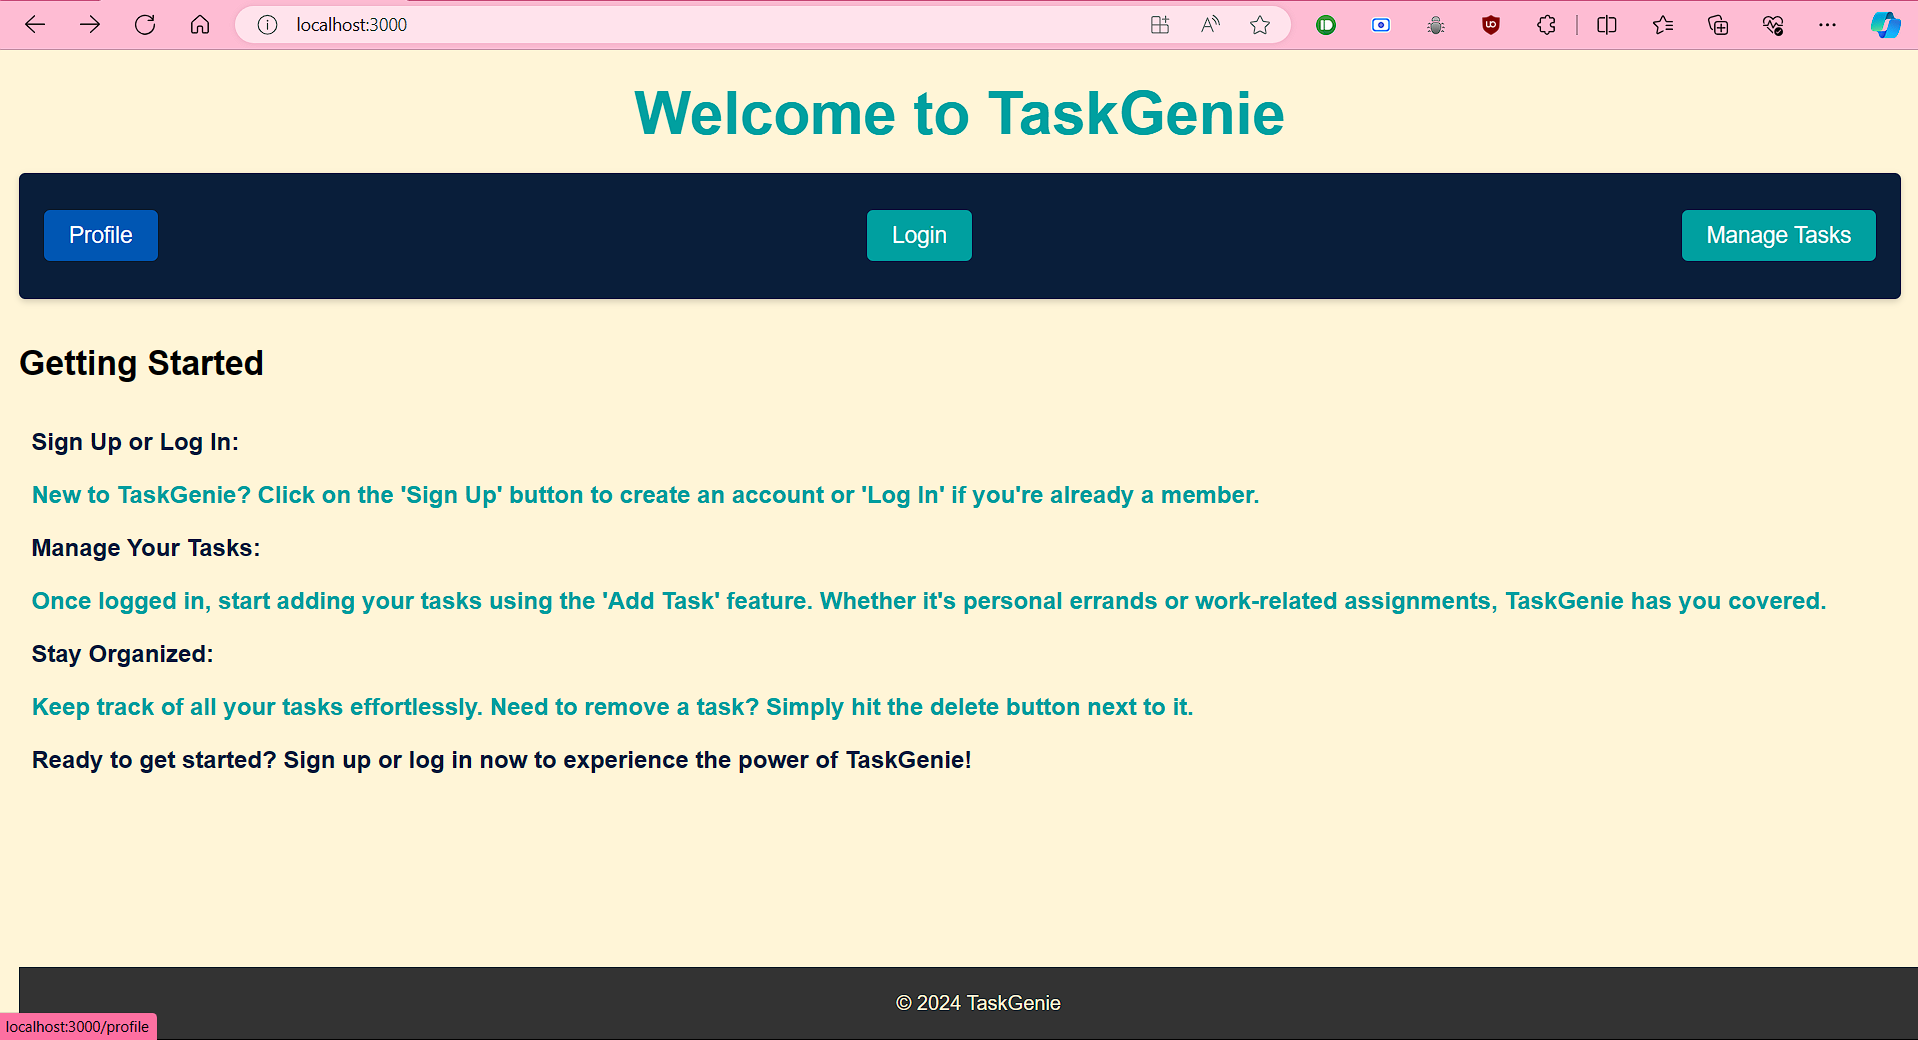 localhost:3000
Welcome to TaskGenie
Profile Login Manage Tasks
Getting Started
Sign Up or Log In:
New to TaskGenie? Click on the 'Sign Up' button to create an account or 'Log In' if you're already a member.
Manage Your Tasks:
Once logged in, start adding your tasks using the 'Add Task' feature. Whether it's personal errands or work-related assignments, TaskGenie has you covered.
Stay Organized:
Keep track of all your tasks effortlessly. Need to remove a task? Simply hit the delete button next to it.
Ready to get started? Sign up or log in now to experience the power of TaskGenie!
© 2024 TaskGenie
localhost:3000/profile